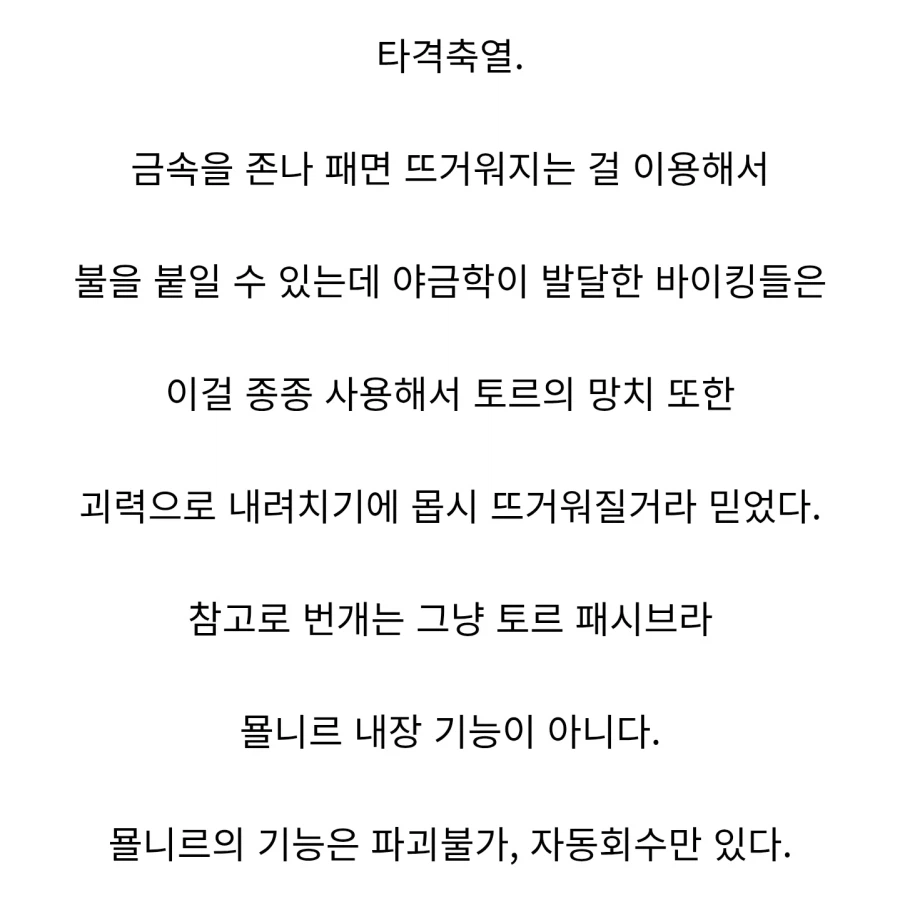 타격축열.
금속을 존나 패면 뜨거워지는 걸 이용해서
불을 붙일 수 있는데 야금학이 발달한 바이킹들은
이걸 종종 사용해서 토르의 망치 또한
괴력으로 내려치기에 몹시 뜨거워질거라 믿었다.
참고로 번개는 그냥 토르 패시브라
묠니르 내장 기능이 아니다.
묠니르의 기능은 파괴불가, 자동회수만 있다.